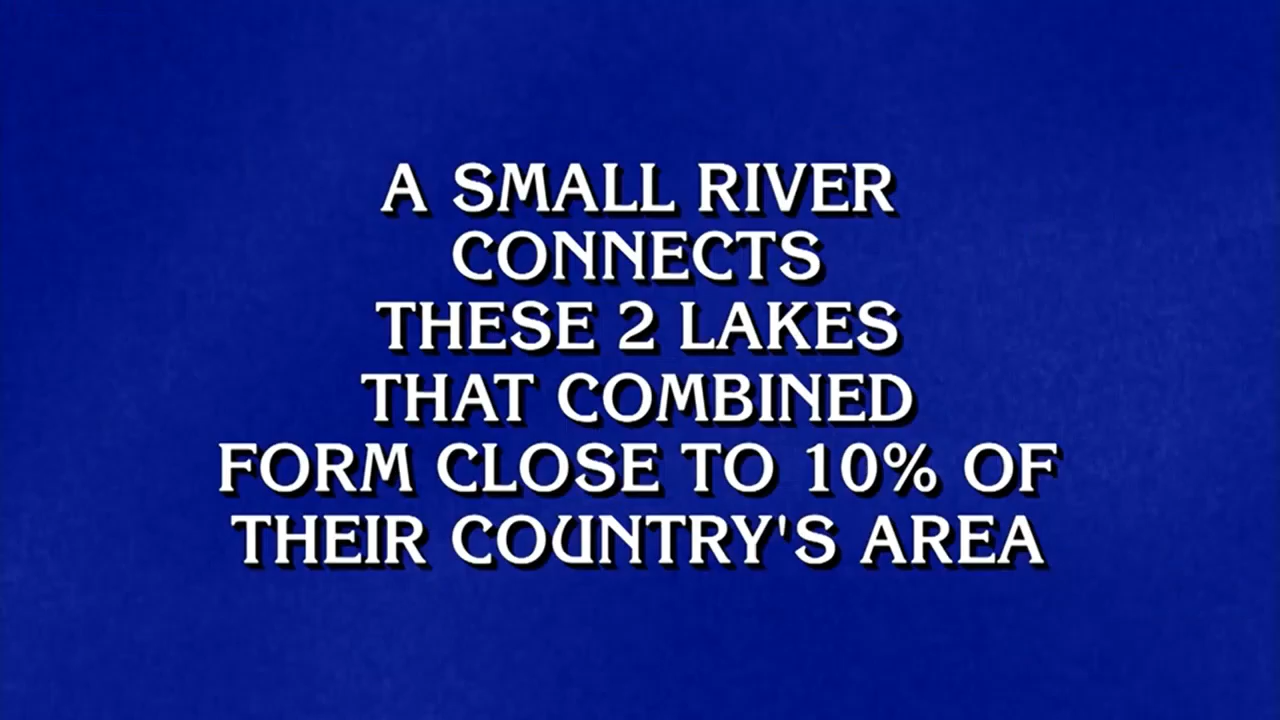 A SMALL RIVER
CONNECTS
THESE 2 LAKES
THAT COMBINED
FORM CLOSE TO 10% OF
THEIR COUNTRY'S AREA